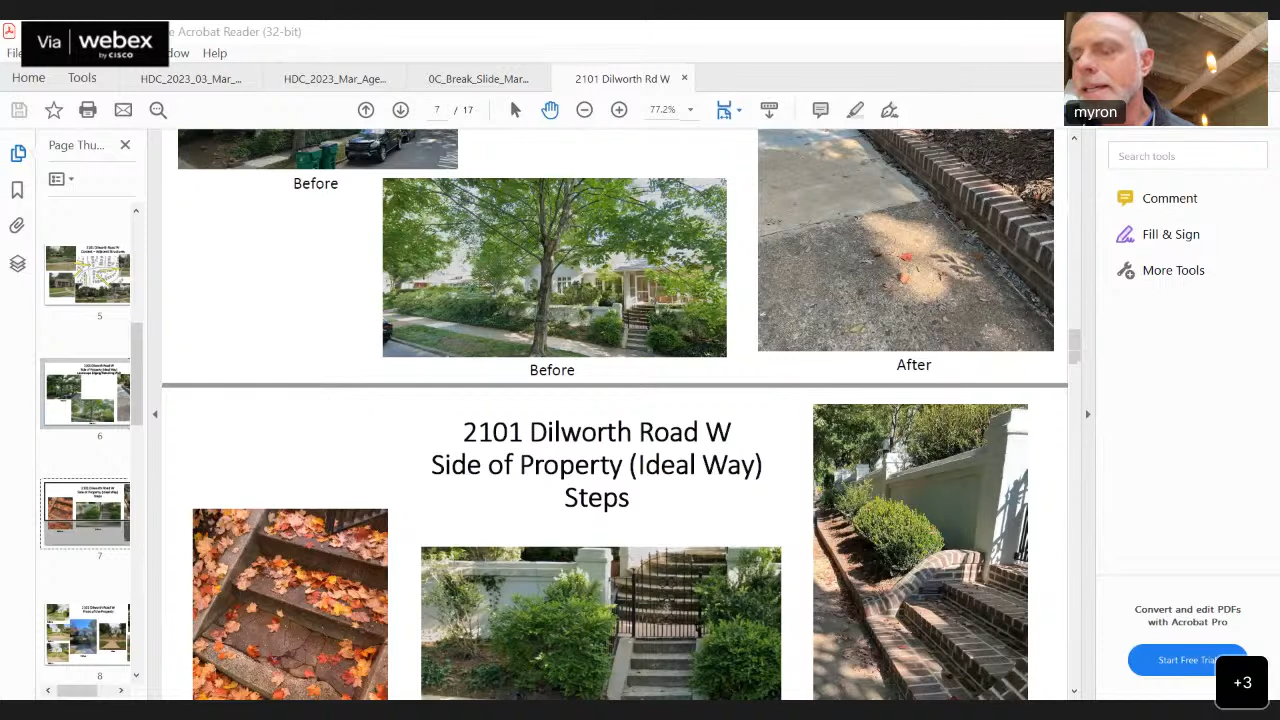 Via webex
by CISCO
e Acrobat Reader (32-bit)
Fil
dow Help
Home Tools HDC_2023_03_Mar_... HDC_2023_Mar_Age... 0C_Break_Slide_Mar... 2101 Dilworth Rd W ×
7 / 17 77.2%
myron
Page Thu...
Search tools
Comment
Fill & Sign
More Tools
Before
Before
After
2101 Dilworth Road W
Side of Property (Ideal Way)
Steps
5
6
7
8
Convert and edit PDFs
with Acrobat Pro
Start Free Trial
+3